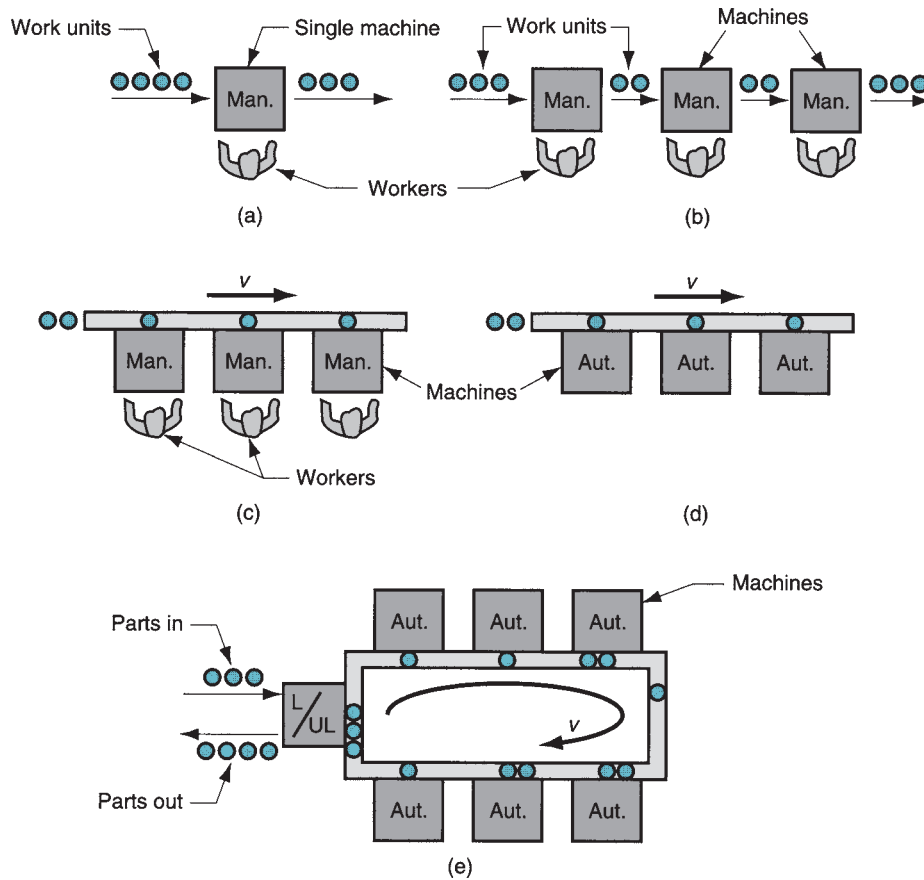 Work units
Single machine
Work units
Machines
Man.
Man.
Man.
Man.
Workers
(a)
(b)
v
v
Man.
Man.
Man.
Machines
Aut.
Aut.
Aut.
Workers
(c)
(d)
Machines
Aut.
Aut.
Aut.
Parts in
L/UL
v
Parts out
Aut.
Aut.
Aut.
(e)